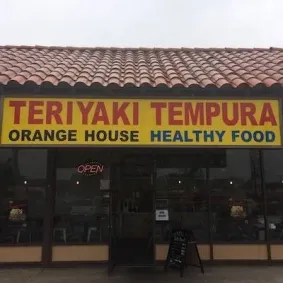 TERIYAKI TEMPURA
ORANGE HOUSE HEALTHY FOOD
OPEN